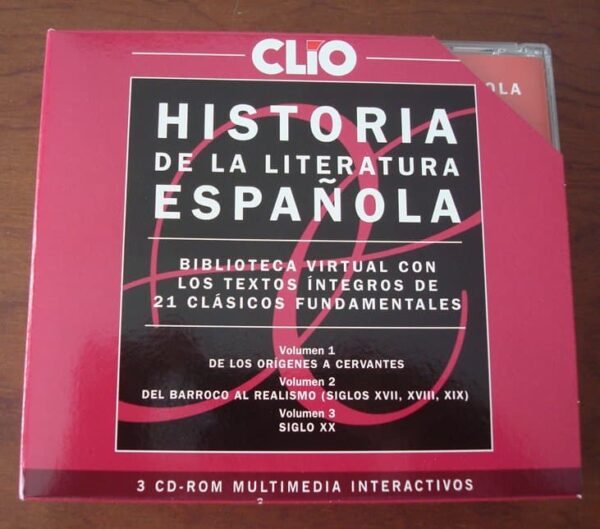 CLIO
HISTORIA
DE LA LITERATURA
ESPAÑOLA
BIBLIOTECA VIRTUAL CON
LOS TEXTOS ÍNTEGROS DE
21 CLÁSICOS FUNDAMENTALES
Volumen 1
DE LOS ORÍGENES A CERVANTES
Volumen 2
DEL BARROCO AL REALISMO (SIGLOS XVII, XVIII, XIX)
Volumen 3
SIGLO XX
3 CD-ROM MULTIMEDIA INTERACTIVOS
OLA